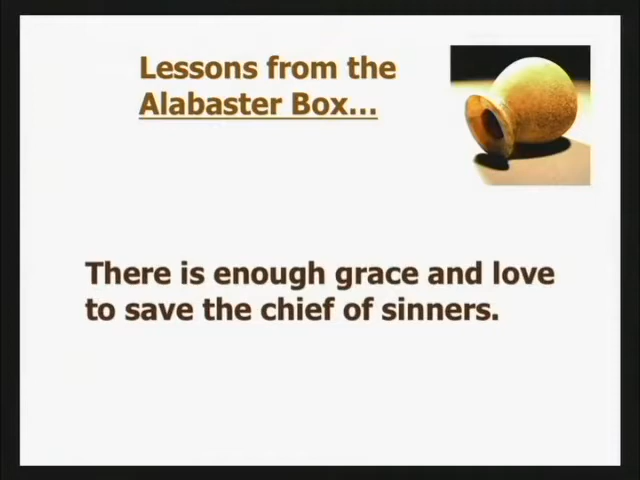 Lessons from the
Alabaster Box...
There is enough grace and love
to save the chief of sinners.